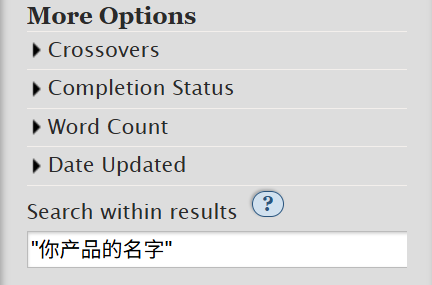 More Options
Crossovers
Completion Status
Word Count
Date Updated
Search within results ?
"你产品的名字"